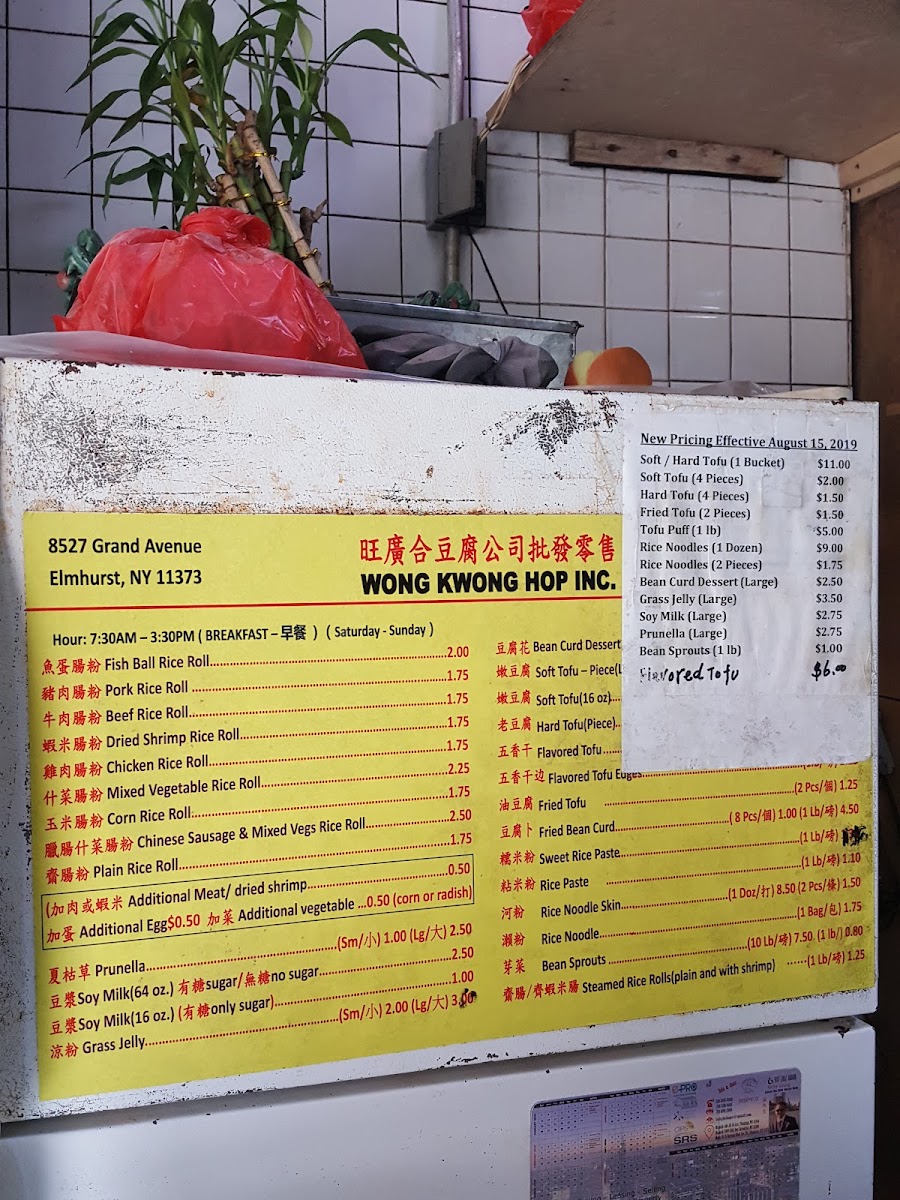 8527 Grand Avenue
Elmhurst, NY 11373
旺廣合豆腐公司批發零售
WONG KWONG HOP INC.
Hour: 7:30AM – 3:30PM ( BREAKFAST – 早餐 ) ( Saturday - Sunday )
魚蛋腸粉 Fish Ball Rice Roll 2.00
豬肉腸粉 Pork Rice Roll 1.75
牛肉腸粉 Beef Rice Roll 1.75
蝦米腸粉 Dried Shrimp Rice Roll 1.75
雞肉腸粉 Chicken Rice Roll 1.75
什菜腸粉 Mixed Vegetable Rice Roll 2.25
玉米腸粉 Corn Rice Roll: 1.75
臘腸什菜腸粉 Chinese Sausage & Mixed Vegs Rice Roll 2.50
齋腸粉 Plain Rice Roll 1.75
(加肉或蝦米 Additional Meat/ dried shrimp 0.50
加蛋 Additional Egg$0.50 加菜 Additional vegetable ...0.50 (corn or radish)
夏枯草 Prunella (Sm/小) 1.00 (Lg/大) 2.50
豆漿Soy Milk(64 oz.) 有糖sugar/無糖no sugar 2.50
豆漿Soy Milk(16 oz.) (有糖only sugar) 1.00
涼粉 Grass Jelly (Sm/小) 2.00 (Lg/大)
豆腐花 Bean Curd Dessert
嫩豆腐 Soft Tofu – Piece(L
嫩豆腐 Soft Tofu(16 oz)
老豆腐 Hard Tofu(Piece)
五香干 Flavored Tofu
五香干边 Flavored Tofu Edges
油豆腐 Fried Tofu (2 Pcs/個) 1.25
豆腐卜 Fried Bean Curd ( 8 Pcs/個) 1.00 (1 Lb/磅) 4.50
糯米粉 Sweet Rice Paste (1 Lb/磅)
粘米粉 Rice Paste (1 Lb/磅) 1.10
河粉 Rice Noodle Skin (1 Doz/打) 8.50 (2 Pcs/條) 1.50
瀨粉 Rice Noodle (1 Bag/包) 1.75
芽菜 Bean Sprouts (10 Lb/磅) 7.50 (1 lb/) 0.80
齋腸/齊蝦米腸 Steamed Rice Rolls(plain and with shrimp) (1 Lb/磅) 1.25
New Pricing Effective August 15, 2019
Soft / Hard Tofu (1 Bucket) $11.00
Soft Tofu (4 Pieces) $2.00
Hard Tofu (4 Pieces) $1.50
Fried Tofu (2 Pieces) $1.50
Tofu Puff (1 lb) $5.00
Rice Noodles (1 Dozen) $9.00
Rice Noodles (2 Pieces) $1.75
Bean Curd Dessert (Large) $2.50
Grass Jelly (Large) $3.50
Soy Milk (Large) $2.75
Prunella (Large) $2.75
Bean Sprouts (1 lb) $1.00
Flavored Tofu $6.00
SRS